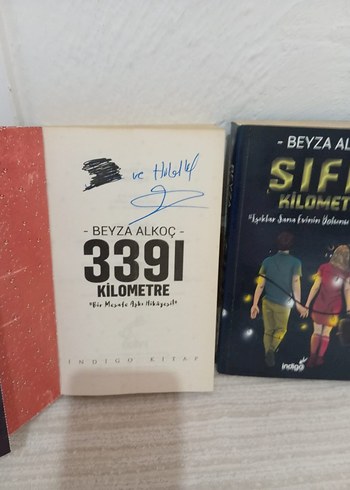 ve
- BEYZA ALKOÇ -
3391
KİLOMETRE
"Bir Mesafe Aşkı Hikâyesi"
İNDİGO KİTAP
- BEYZA AL
SIFI
KİLOMET
indigo